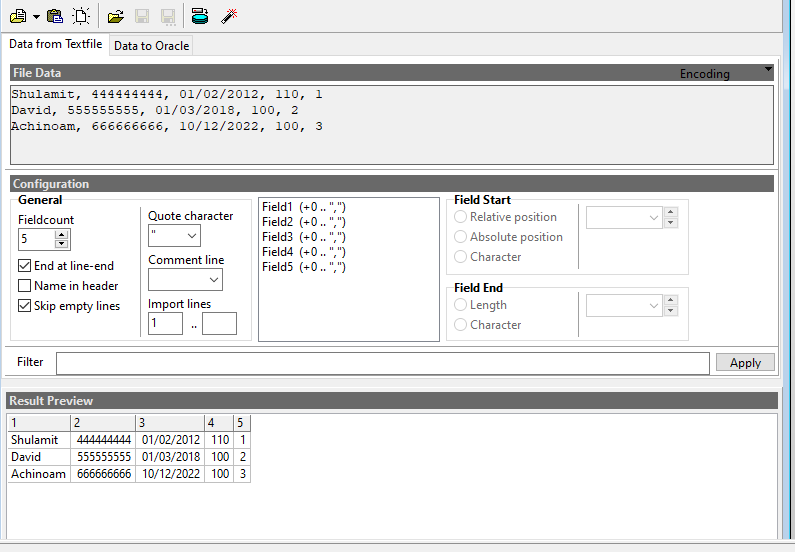 Data from Textfile Data to Oracle
File Data Encoding
Shulamit, 444444444, 01/02/2012, 110, 1
David, 555555555, 01/03/2018, 100, 2
Achinoam, 666666666, 10/12/2022, 100, 3
Configuration
General
Fieldcount
5
End at line-end
Name in header
Skip empty lines
Quote character
"
Comment line
Import lines
1 ..
Field1 (+0 .. ",")
Field2 (+0 .. ",")
Field3 (+0 .. ",")
Field4 (+0 .. ",")
Field5 (+0 .. ",")
Field Start
Relative position
Absolute position
Character
Field End
Length
Character
Filter Apply
Result Preview
1 2 3 4 5
Shulamit 444444444 01/02/2012 110 1
David 555555555 01/03/2018 100 2
Achinoam 666666666 10/12/2022 100 3